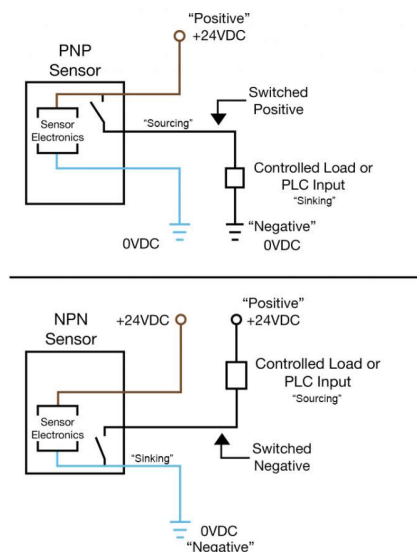 “Positive”
+24VDC
PNP
Sensor
Switched
Positive
Sensor
Electronics
“Sourcing”
Controlled Load or
PLC Input
“Sinking”
0VDC
“Negative”
0VDC
NPN
Sensor
+24VDC
“Positive”
+24VDC
Controlled Load or
PLC Input
“Sourcing”
Sensor
Electronics
“Sinking”
Switched
Negative
0VDC
“Negative”